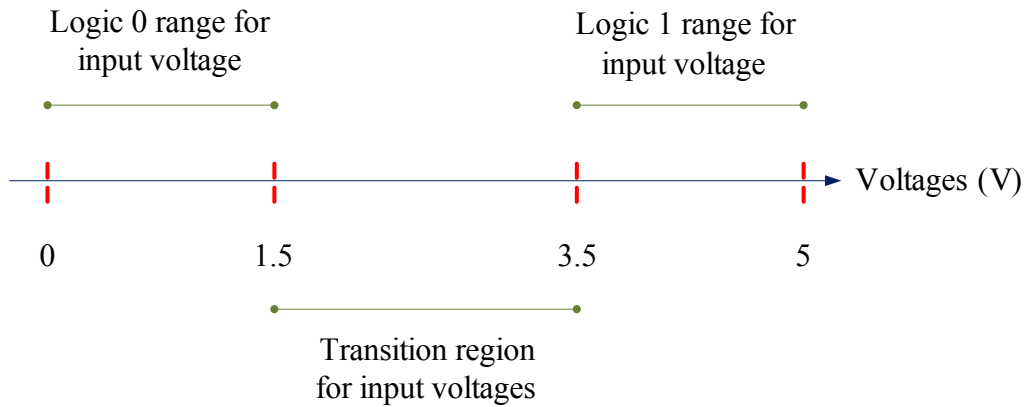 Logic 0 range for
input voltage
Logic 1 range for
input voltage
Voltages (V)
0
1.5
3.5
5
Transition region
for input voltages